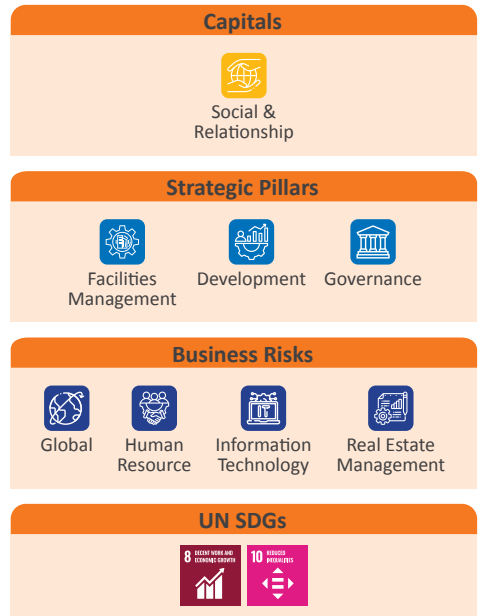 Capitals
Social &
Relationship
Strategic Pillars
Facilities
Management
Development
Governance
Business Risks
Global
Human
Resource
IT
Information
Technology
Real Estate
Management
UN SDGs
8 DECENT WORK AND
ECONOMIC GROWTH
10 REDUCED
INEQUALITIES